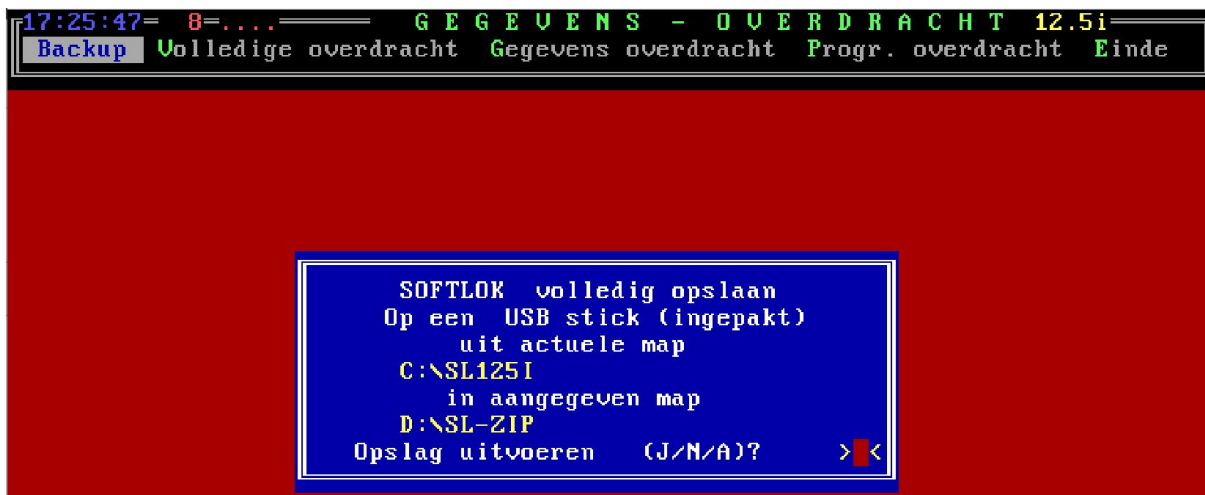 17:25:47= 8=....═════ G E G E V E N S - O V E R D R A C H T 12.5i
Backup Volledige overdracht Gegevens overdracht Progr. overdracht Einde
SOFTLOK volledig opslaan
Op een USB stick (ingepakt)
uit actuele map
C:\SL125I
in aangegeven map
D:\SL-ZIP
Opslag uitvoeren (J/N/A)? > <